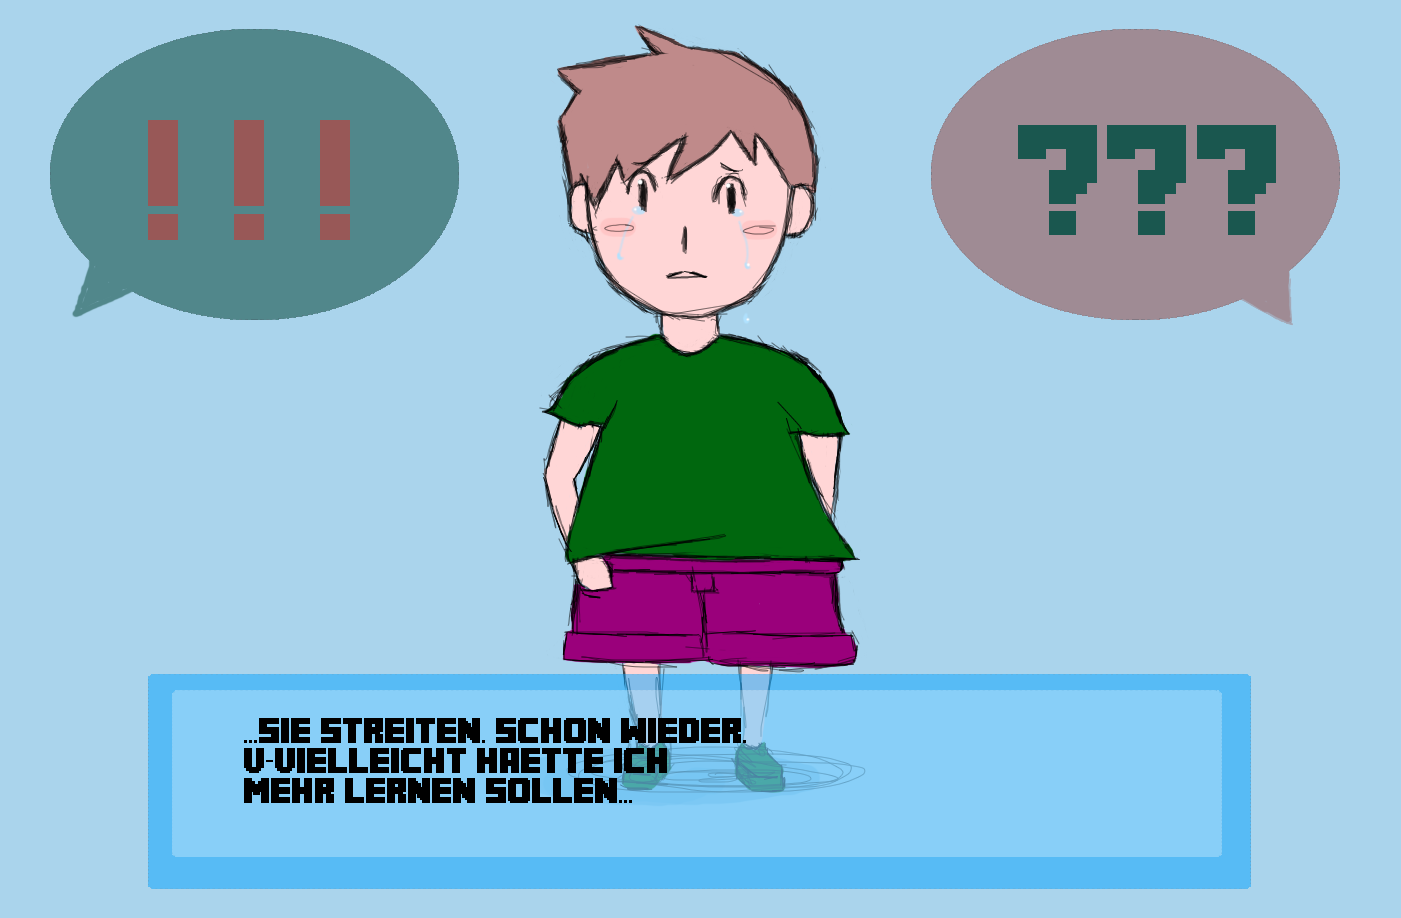 !!!
???
...SIE STREITEN. SCHON WIEDER.
V-VIELLEICHT HAETTE ICH
MEHR LERNEN SOLLEN...